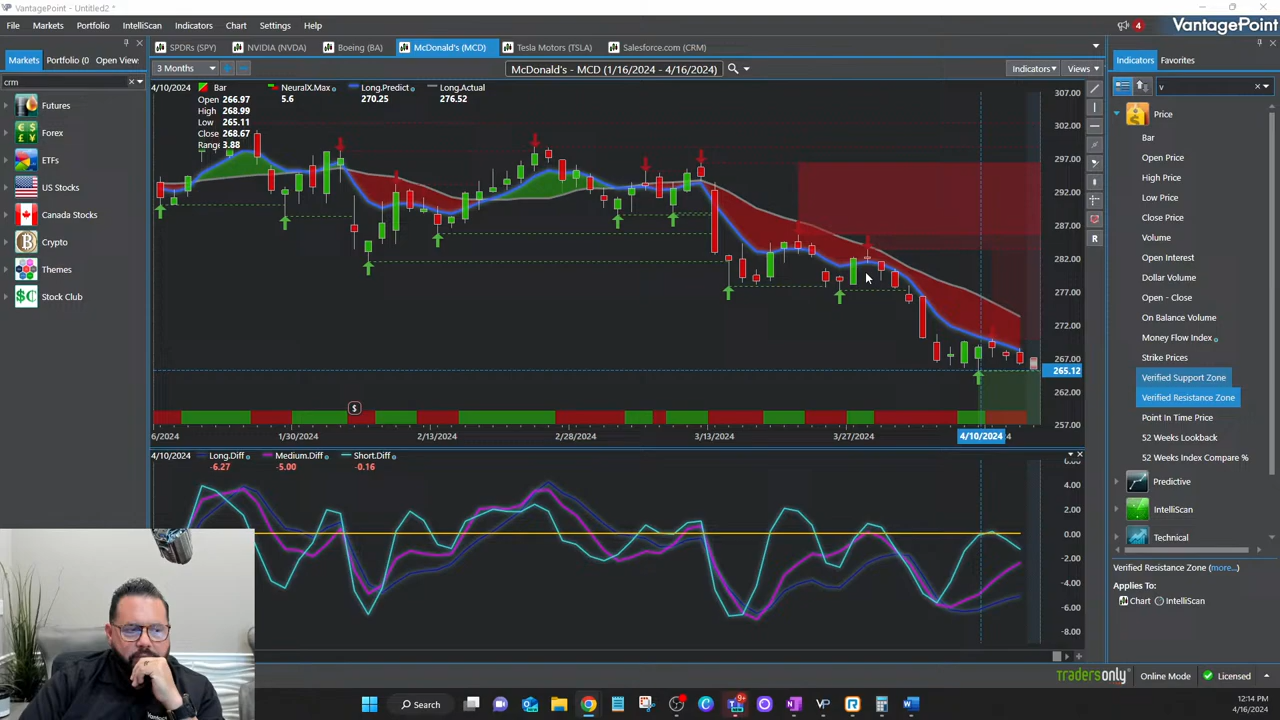 VantagePoint - Untitled2 *
File Markets Portfolio IntelliScan Indicators Chart Settings Help
4
VantagePoint
Markets Portfolio (0 Open View...
SPDRs (SPY) NVIDIA (NVDA) Boeing (BA) McDonald's (MCD) Tesla Motors (TSLA) Salesforce.com (CRM)
Indicators Favorites
crm
3 Months
McDonald's - MCD (1/16/2024 - 4/16/2024)
Indicators Views
v
Futures
Forex
ETFs
US Stocks
Canada Stocks
Crypto
Themes
Stock Club
4/10/2024 Bar NeuralX.Max Long.Predict Long.Actual
Open 266.97 5.6 270.25 276.52
High 268.99
Low 265.11
Close 268.67
Range 3.88
307.00
302.00
297.00
292.00
287.00
282.00
277.00
272.00
267.00
265.12
262.00
257.00
$
6/2024 1/30/2024 2/13/2024 2/28/2024 3/13/2024 3/27/2024 4/10/2024 4
4/10/2024 Long.Diff Medium.Diff Short.Diff
-6.27 -5.00 -0.16
6.00
4.00
2.00
0.00
-2.00
-4.00
-6.00
-8.00
Price
Bar
Open Price
High Price
Low Price
Close Price
Volume
Open Interest
Dollar Volume
Open - Close
On Balance Volume
Money Flow Index
Strike Prices
Verified Support Zone
Verified Resistance Zone
Point In Time Price
52 Weeks Lookback
52 Weeks Index Compare %
Predictive
IntelliScan
Technical
Verified Resistance Zone (more...)
Applies To:
Chart IntelliScan
R
tradersonly Online Mode Licensed
Search
9+
12:14 PM
4/16/2024